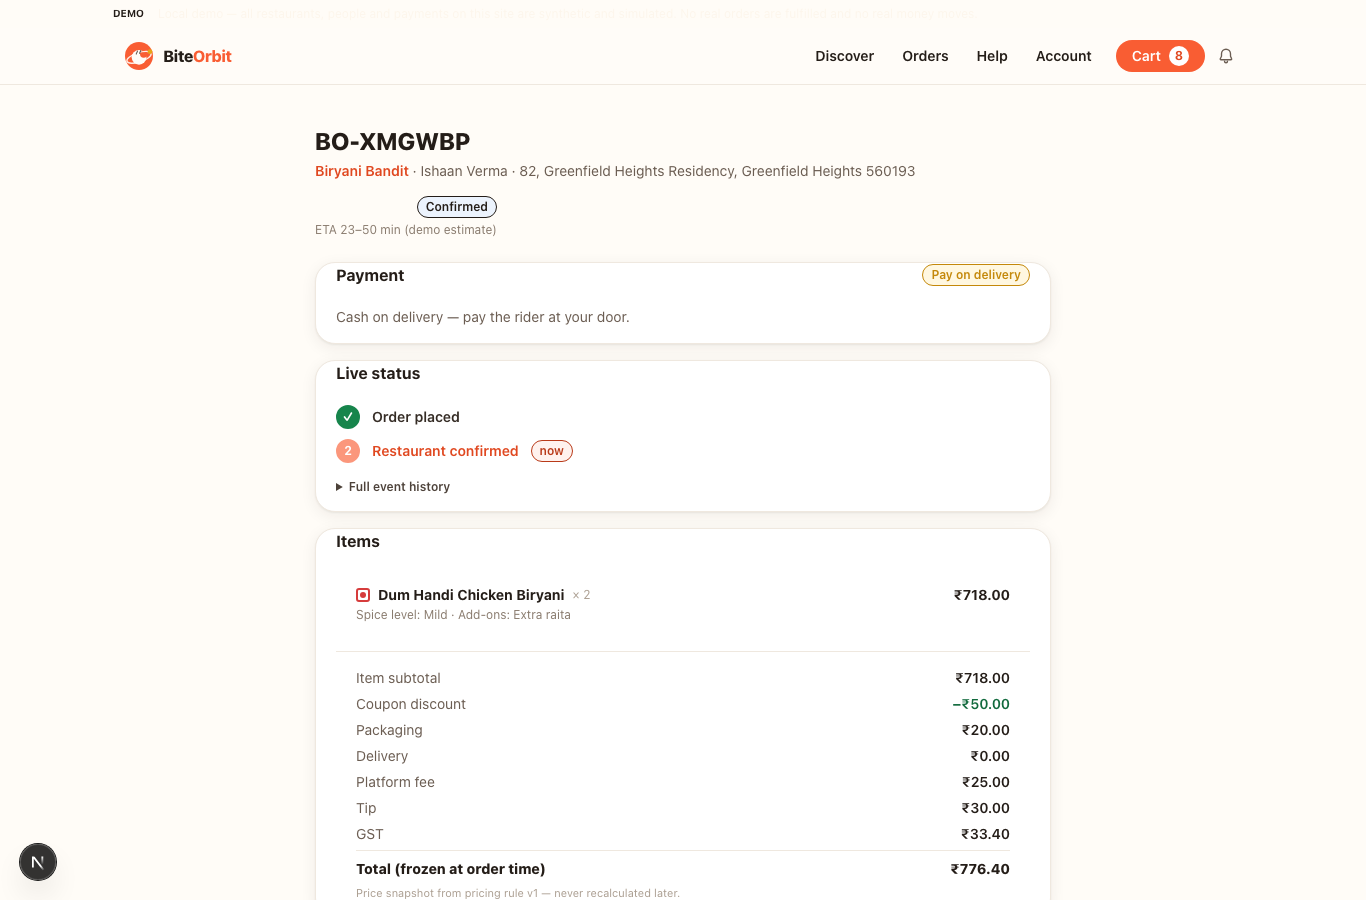 DEMO
BiteOrbit
Discover
Orders
Help
Account
Cart 8
BO-XMGWBP
Biryani Bandit · Ishaan Verma · 82, Greenfield Heights Residency, Greenfield Heights 560193
Confirmed
ETA 23–50 min (demo estimate)
Payment
Pay on delivery
Cash on delivery — pay the rider at your door.
Live status
Order placed
2 Restaurant confirmed now
Full event history
Items
Dum Handi Chicken Biryani × 2 ₹718.00
Spice level: Mild · Add-ons: Extra raita
Item subtotal ₹718.00
Coupon discount −₹50.00
Packaging ₹20.00
Delivery ₹0.00
Platform fee ₹25.00
Tip ₹30.00
GST ₹33.40
Total (frozen at order time) ₹776.40
Price snapshot from pricing rule v1 — never recalculated later.
N